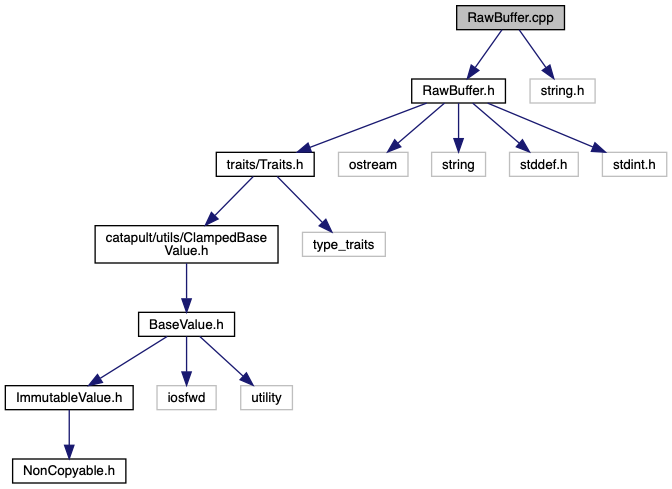 RawBuffer.cpp
RawBuffer.h
string.h
traits/Traits.h
ostream
string
stddef.h
stdint.h
catapult/utils/ClampedBase
Value.h
type_traits
BaseValue.h
ImmutableValue.h
iosfwd
utility
NonCopyable.h